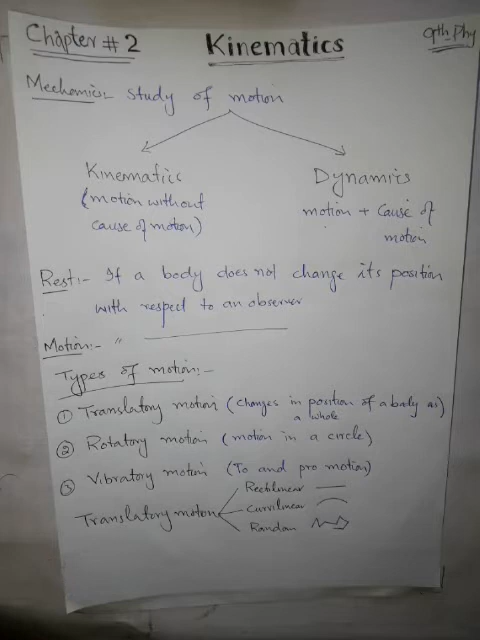 Chapter # 2 Kinematics 9th Phy
Mechanics:- Study of motion
Kinematics Dynamics
(motion without motion + Cause of
cause of motion) motion
Rest:- If a body does not change its position
with respect to an observer
Motion:- "
Types of motion:-
① Translatory motion (changes in position of a body as)
a whole
② Rotatory motion (motion in a circle)
③ Vibratory motion (To and pro motion)
Rectilinear
Translatory motion Curvilinear
Random